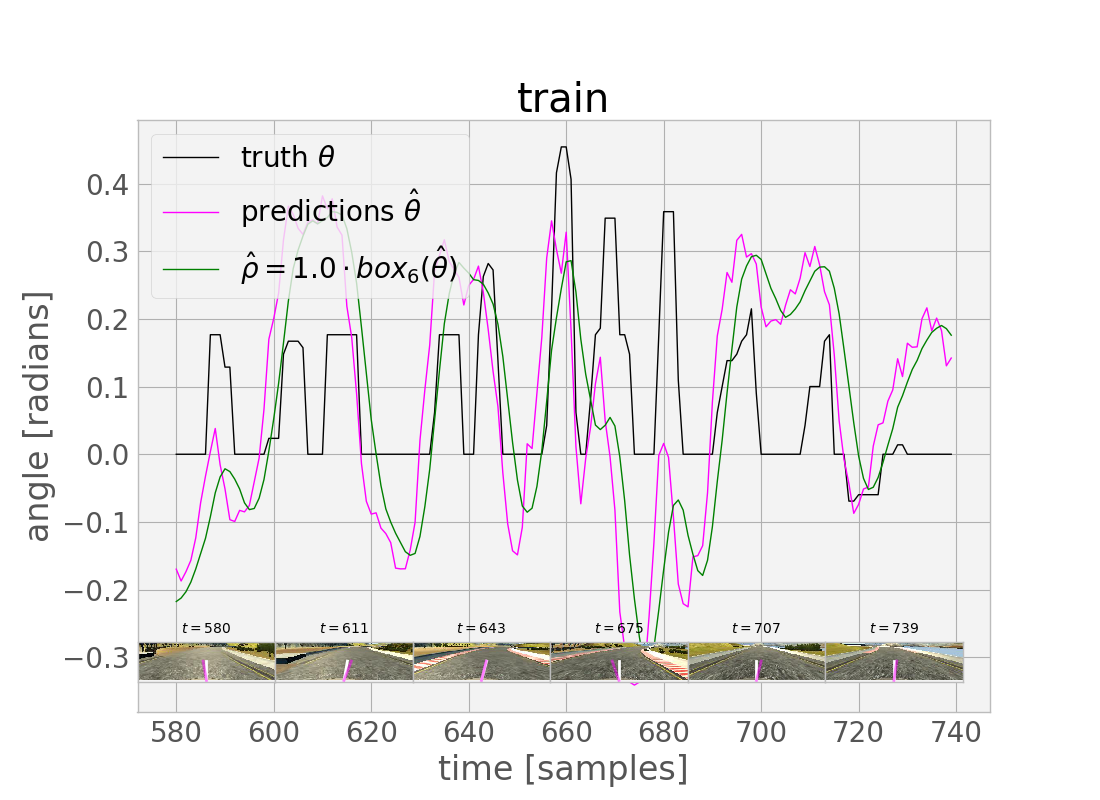 train
truth θ
predictions θ̂
ρ̂ = 1.0 · box₆(θ̂)
angle [radians]
0.4
0.3
0.2
0.1
0.0
−0.1
−0.2
−0.3
t = 580 t = 611 t = 643 t = 675 t = 707 t = 739
580 600 620 640 660 680 700 720 740
time [samples]